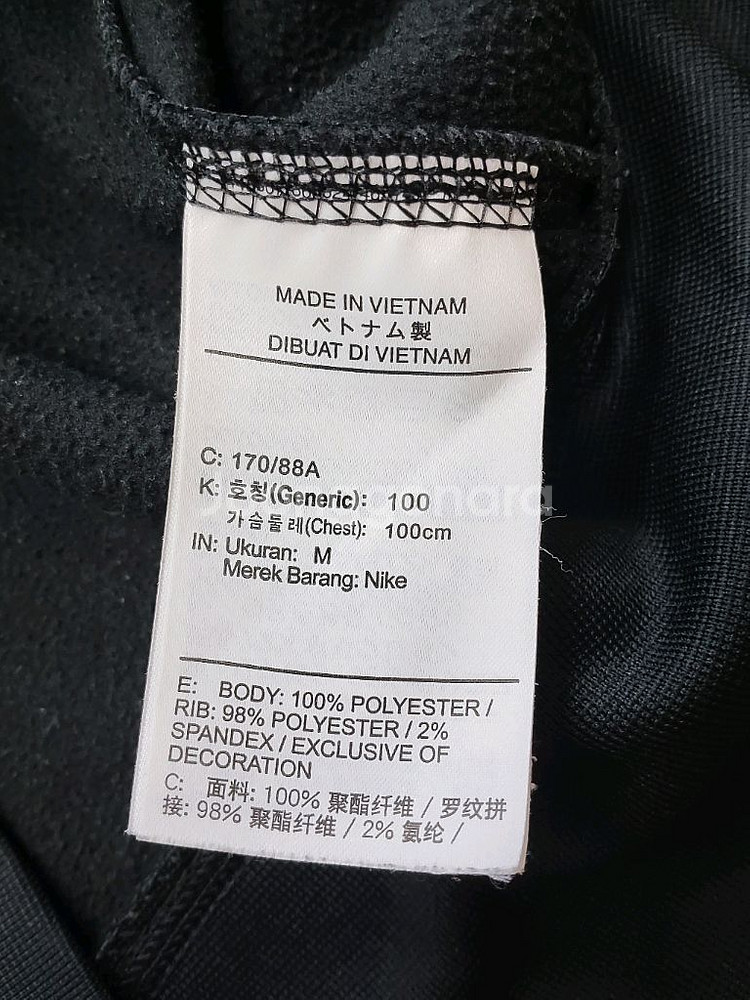 MADE IN VIETNAM
ベトナム製
DIBUAT DI VIETNAM
C: 170/88A
K: 호칭(Generic): 100
가슴둘레(Chest): 100cm
IN: Ukuran: M
Merek Barang: Nike
E: BODY: 100% POLYESTER /
RIB: 98% POLYESTER / 2%
SPANDEX / EXCLUSIVE OF
DECORATION
C: 面料: 100% 聚酯纤维 / 罗纹拼
接: 98% 聚酯纤维 / 2% 氨纶 /